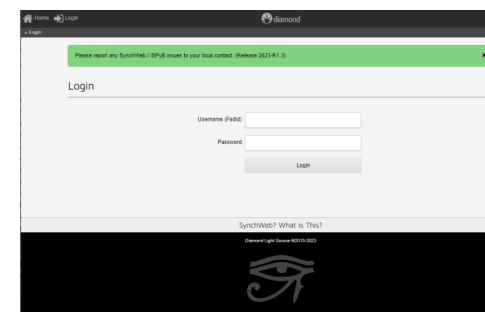 Home Login
diamond
» /Login
Please report any SynchWeb / ISPyB issues to your local contact. (Release 2023-R1.3)
Login
Username (Fedid)
Password
Login
SynchWeb? What is This?
Diamond Light Source ©2013-2023